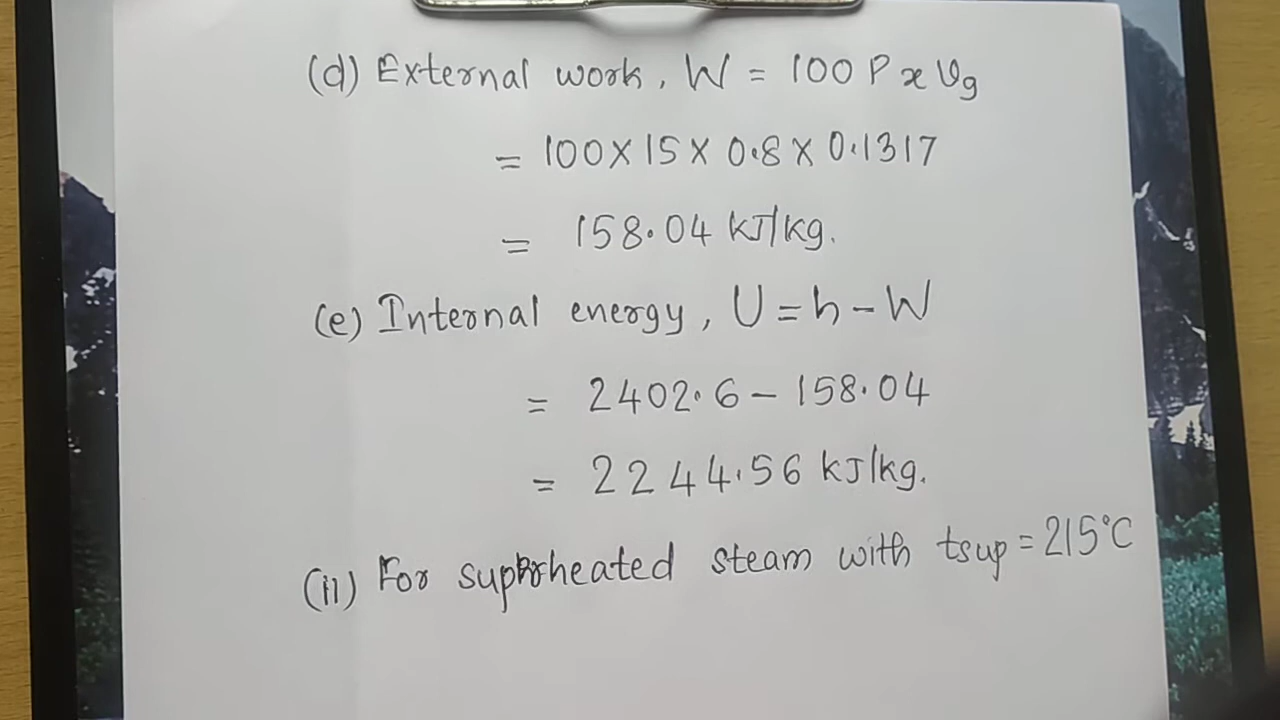 (d) External work, W = 100 P x Vg
= 100 × 15 × 0.8 × 0.1317
= 158.04 kJ/kg.
(e) Internal energy, U = h - W
= 2402.6 - 158.04
= 2244.56 kJ/kg.
(ii) For superheated steam with tsup = 215°C